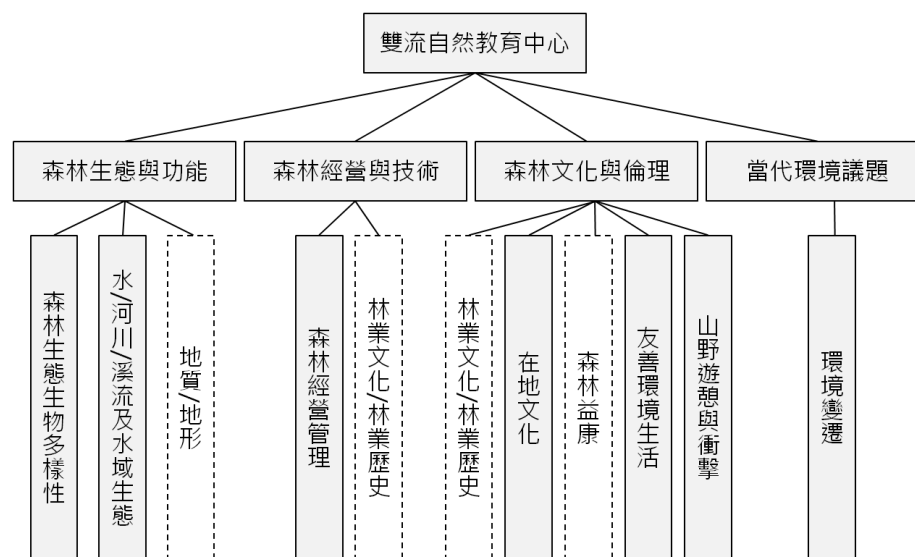 雙流自然教育中心
森林生態與功能
森林經營與技術
森林文化與倫理
當代環境議題
森林生態生物多樣性
水/河川/溪流及水域生態
地質/地形
森林經營管理
林業文化/林業歷史
林業文化/林業歷史
在地文化
森林益康
友善環境生活
山野遊憩與衝擊
環境變遷